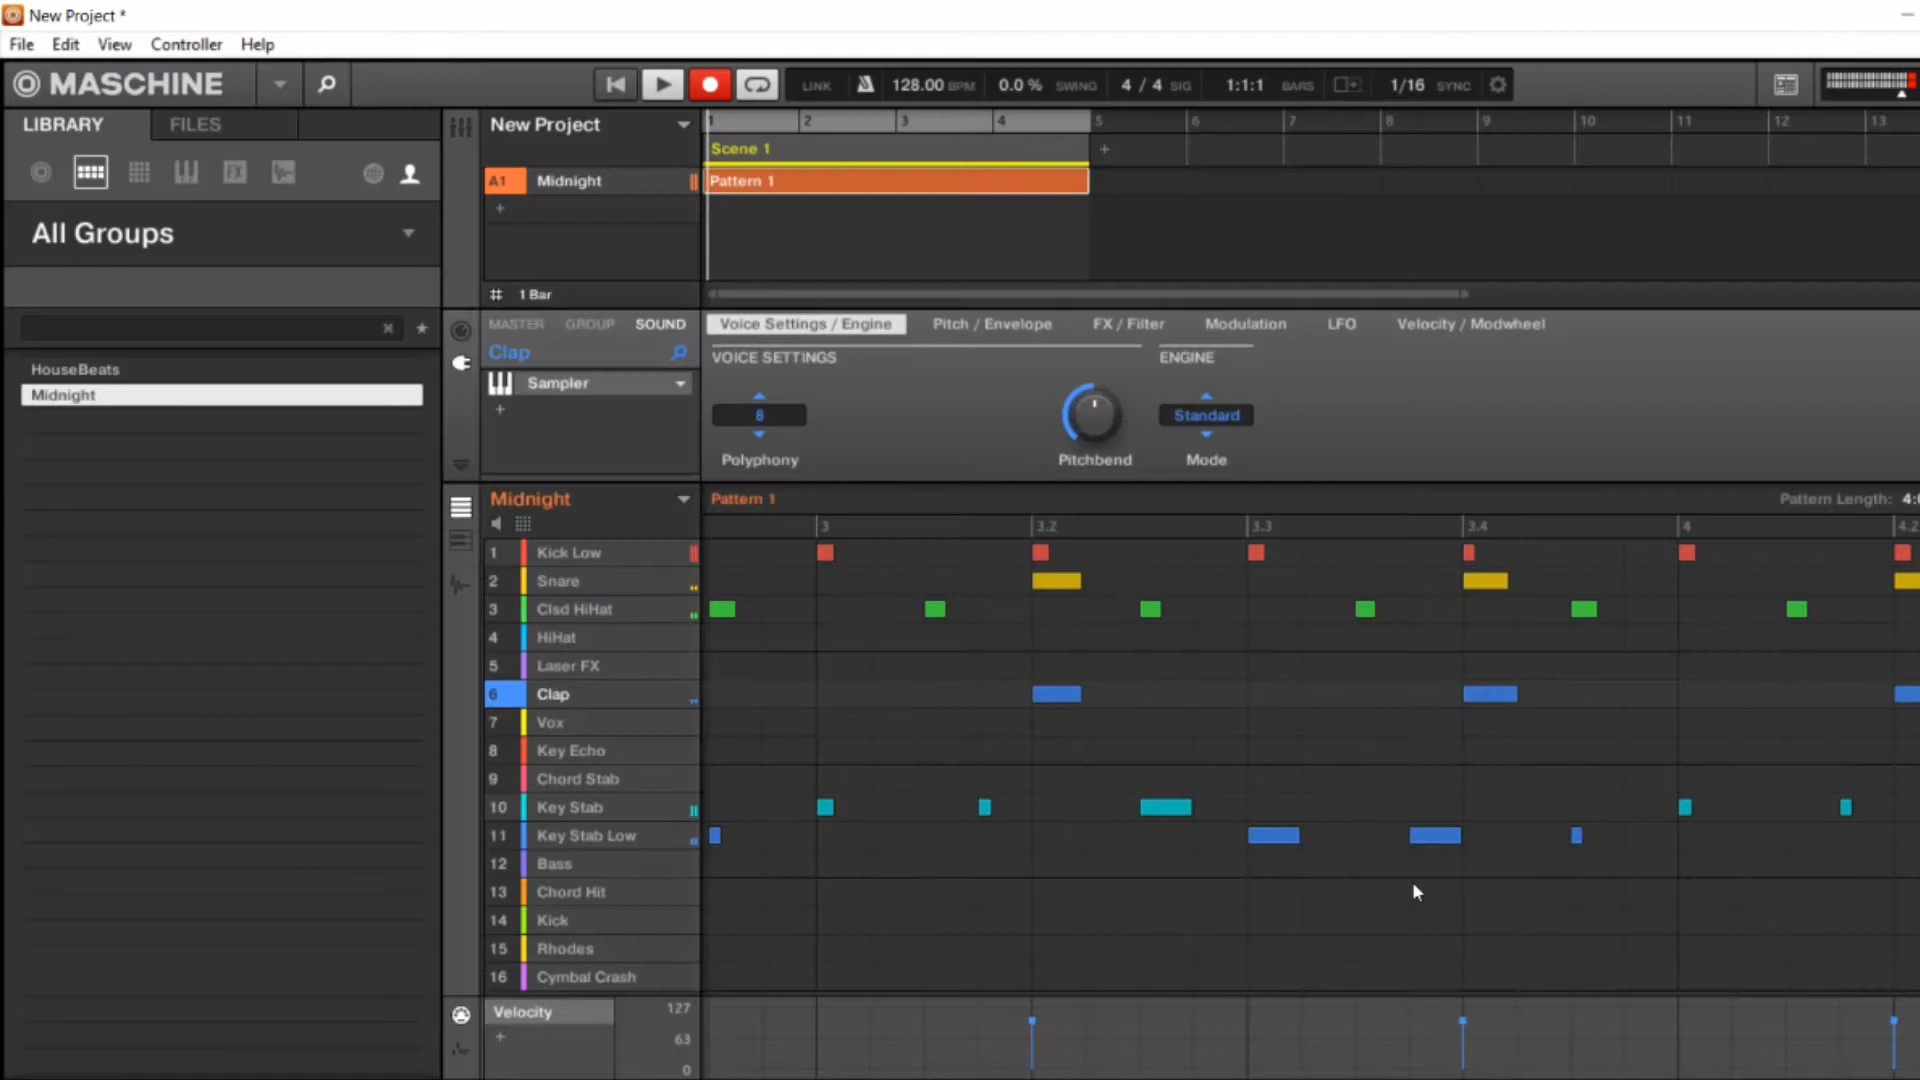 New Project *
File Edit View Controller Help
MASCHINE LINK 128.00 BPM 0.0 % SWING 4 / 4 SIG 1:1:1 BARS 1/16 SYNC
LIBRARY FILES
New Project 1 2 3 4 5 6 7 8 9 10 11 12 13
Scene 1 +
A1 Midnight Pattern 1
+
FX
All Groups
1 Bar
MASTER GROUP SOUND Voice Settings / Engine Pitch / Envelope FX / Filter Modulation LFO Velocity / Modwheel
Clap VOICE SETTINGS ENGINE
HouseBeats
Midnight
Sampler
+
8 Standard
Polyphony Pitchbend Mode
Midnight Pattern 1 Pattern Length: 4:
3 3.2 3.3 3.4 4 4.2
1 Kick Low
2 Snare
3 Clsd HiHat
4 HiHat
5 Laser FX
6 Clap
7 Vox
8 Key Echo
9 Chord Stab
10 Key Stab
11 Key Stab Low
12 Bass
13 Chord Hit
14 Kick
15 Rhodes
16 Cymbal Crash
Velocity 127
+ 63
0